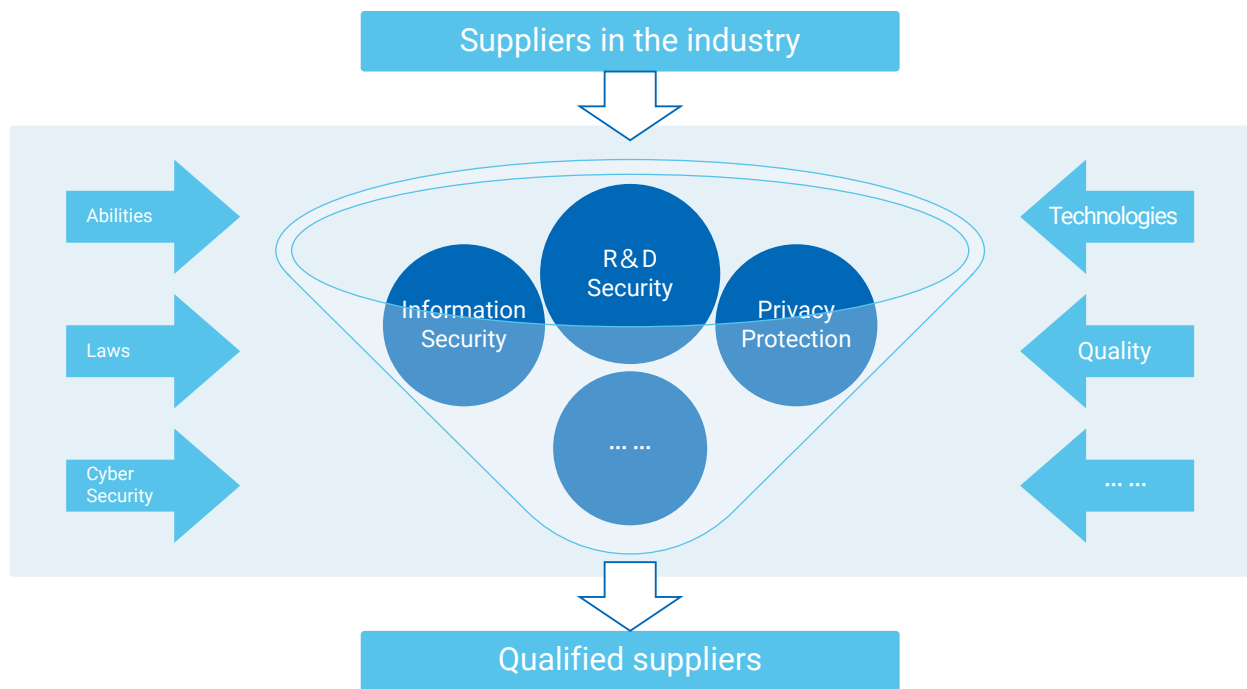 Suppliers in the industry
Abilities
Laws
Cyber
Security
R&D
Security
Information
Security
Privacy
Protection
... ...
Technologies
Quality
... ...
Qualified suppliers